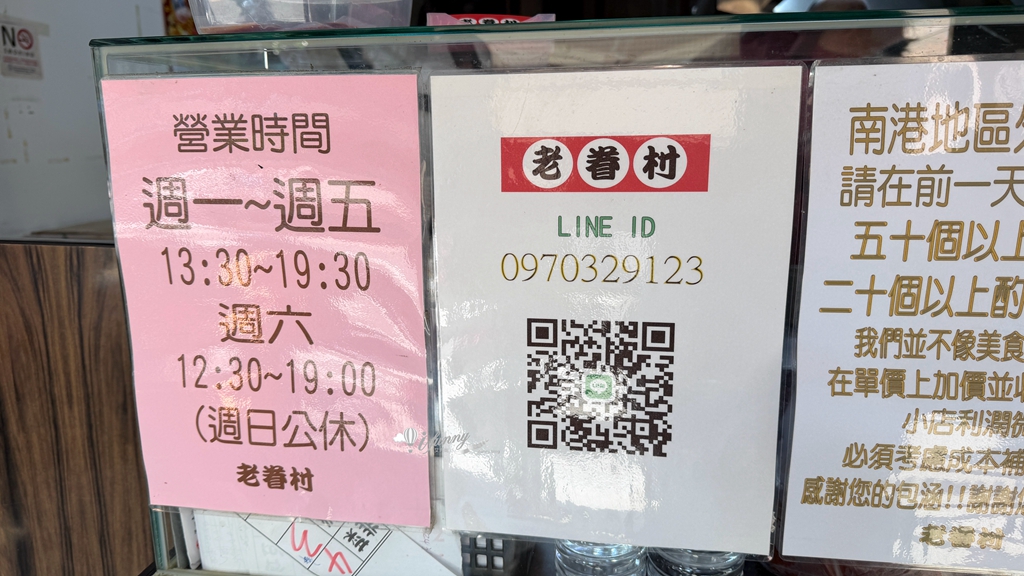 營業時間
週一~週五
13:30~19:30
週六
12:30~19:00
(週日公休)
老眷村
老眷村
LINE ID
0970329123
南港地區
請在前一天
五十個以上
二十個以上酌
我們並不像美食
在單價上加價並
小店利潤
必須考慮成本補
感謝您的包涵!!謝謝
老眷村